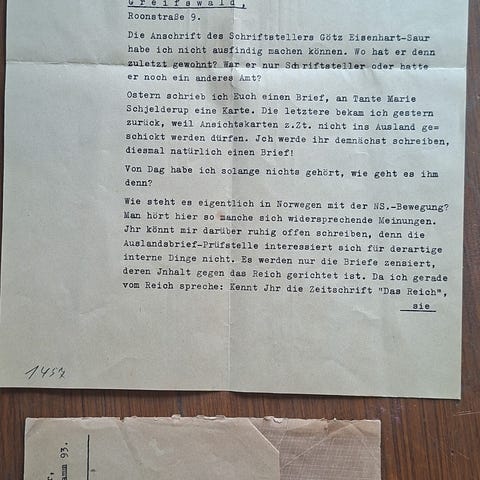 Greifswald,
Roonstraße 9.
Die Anschrift des Schriftstellers Götz Eisenhart-Saur
habe ich nicht ausfindig machen können. Wo hat er denn
zuletzt gewohnt? War er nur Schriftsteller oder hatte
er noch ein anderes Amt?
Ostern schrieb ich Euch einen Brief, an Tante Marie
Schjelderup eine Karte. Die letztere bekam ich gestern
zurück, weil Ansichtskarten z.Zt. nicht ins Ausland ge=
schickt werden dürfen. Jch werde ihr demnächst schreiben,
diesmal natürlich einen Brief!
Von Dag habe ich solange nichts gehört, wie geht es ihm
denn?
Wie steht es eigentlich in Norwegen mit der NS.-Bewegung?
Man hört hier so manche sich widersprechende Meinungen.
Jhr könnt mir darüber ruhig offen schreiben, denn die
Auslandsbrief-Prüfstelle interessiert sich für derartige
interne Dinge nicht. Es werden nur die Briefe zensiert,
deren Jnhalt gegen das Reich gerichtet ist. Da ich gerade
vom Reich spreche: Kennt Jhr die Zeitschrift "Das Reich",
sie
1457
amm 93.